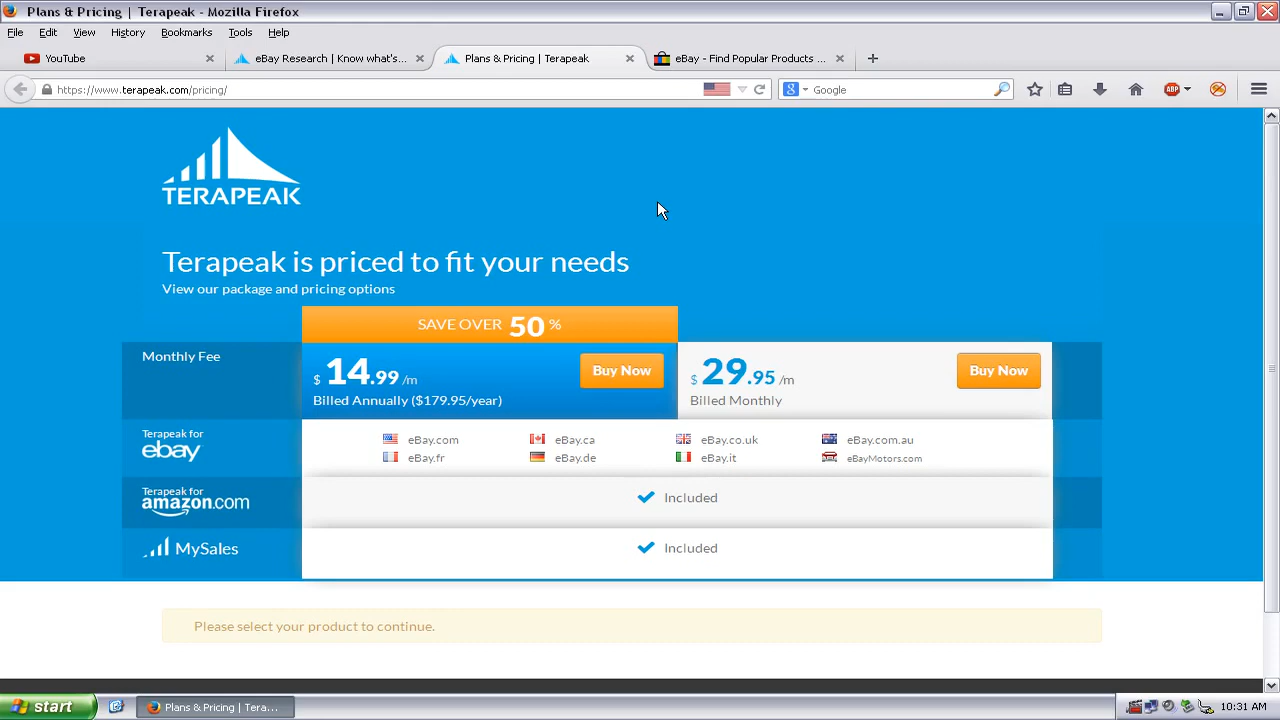 Plans & Pricing | Terapeak - Mozilla Firefox
File Edit View History Bookmarks Tools Help
YouTube
eBay Research | Know what's...
Plans & Pricing | Terapeak
eBay - Find Popular Products ...
https://www.terapeak.com/pricing/
Google
ABP
TERAPEAK
Terapeak is priced to fit your needs
View our package and pricing options
SAVE OVER 50 %
Monthly Fee
$ 14.99 /m
Buy Now
Billed Annually ($179.95/year)
$ 29.95 /m
Buy Now
Billed Monthly
Terapeak for
ebay
eBay.com eBay.ca eBay.co.uk eBay.com.au
eBay.fr eBay.de eBay.it eBayMotors.com
Terapeak for
amazon.com
Included
MySales
Included
Please select your product to continue.
start
Plans & Pricing | Tera...
10:31 AM